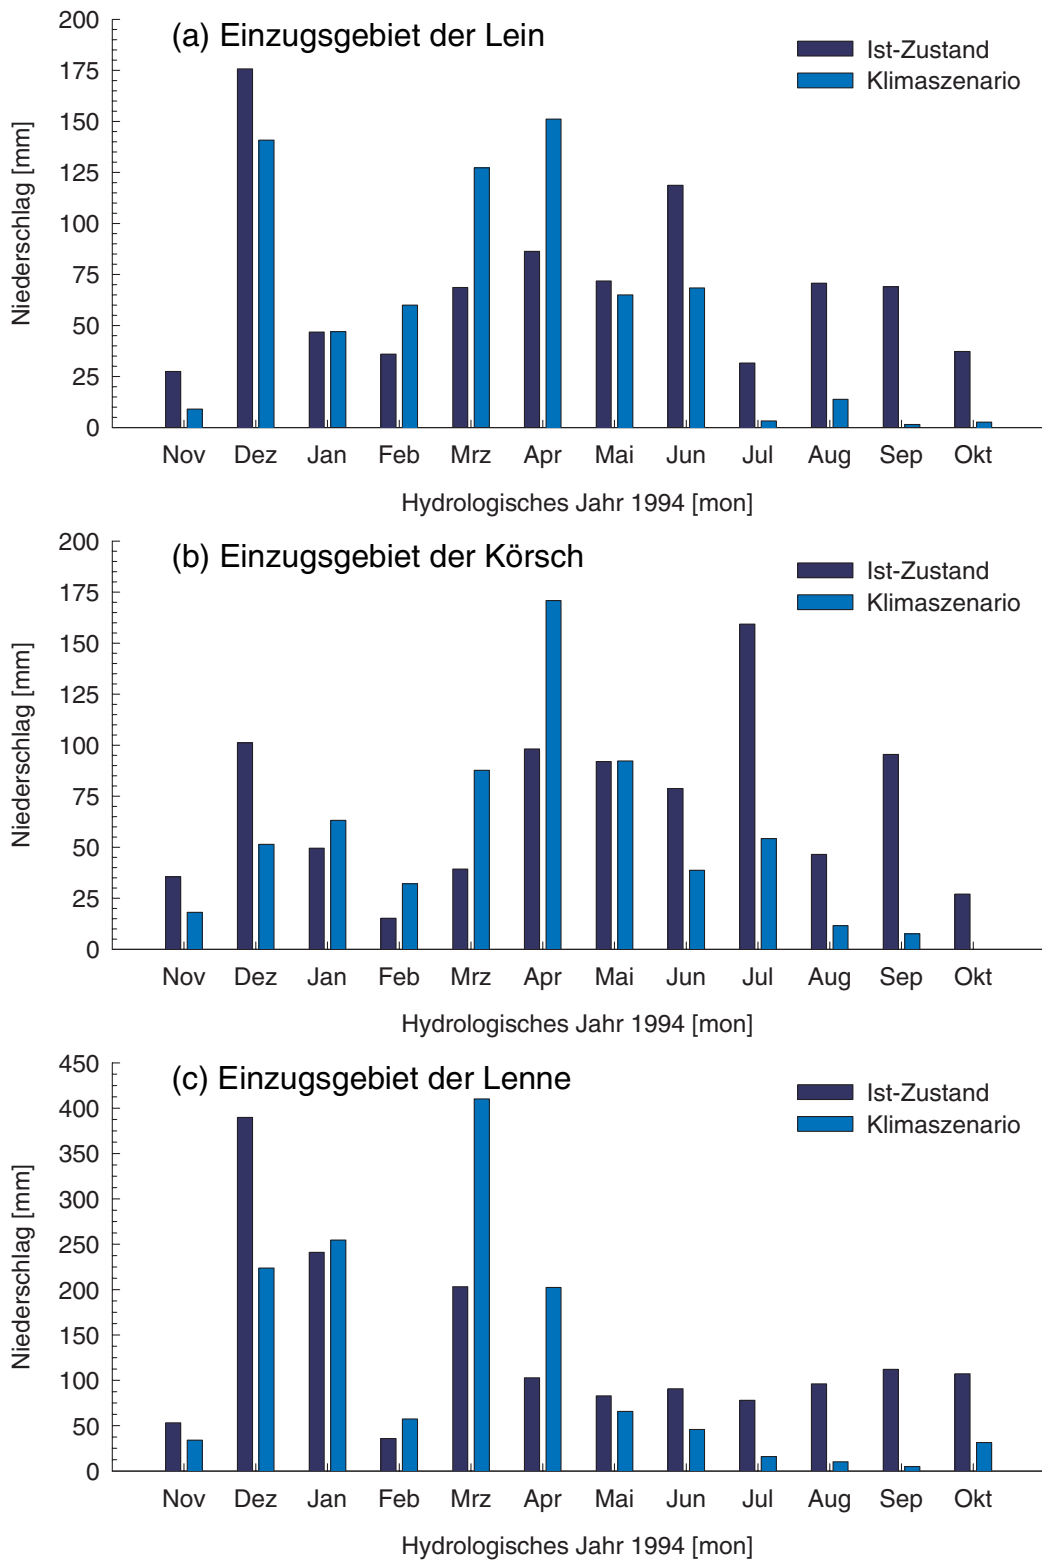 (a) Einzugsgebiet der Lein
Ist-Zustand
Klimaszenario
Niederschlag [mm]
200
175
150
125
100
75
50
25
0
Nov Dez Jan Feb Mrz Apr Mai Jun Jul Aug Sep Okt
Hydrologisches Jahr 1994 [mon]
(b) Einzugsgebiet der Körsch
Ist-Zustand
Klimaszenario
Niederschlag [mm]
200
175
150
125
100
75
50
25
0
Nov Dez Jan Feb Mrz Apr Mai Jun Jul Aug Sep Okt
Hydrologisches Jahr 1994 [mon]
(c) Einzugsgebiet der Lenne
Ist-Zustand
Klimaszenario
Niederschlag [mm]
450
400
350
300
250
200
150
100
50
0
Nov Dez Jan Feb Mrz Apr Mai Jun Jul Aug Sep Okt
Hydrologisches Jahr 1994 [mon]